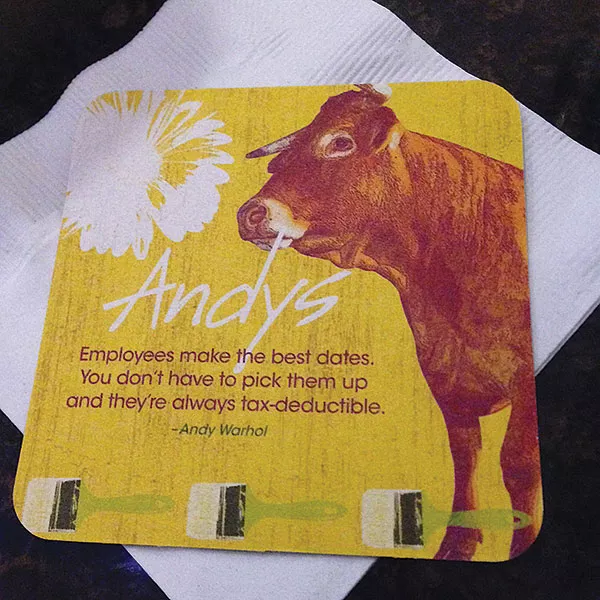 Andys
Employees make the best dates.
You don't have to pick them up
and they're always tax-deductible.
–Andy Warhol